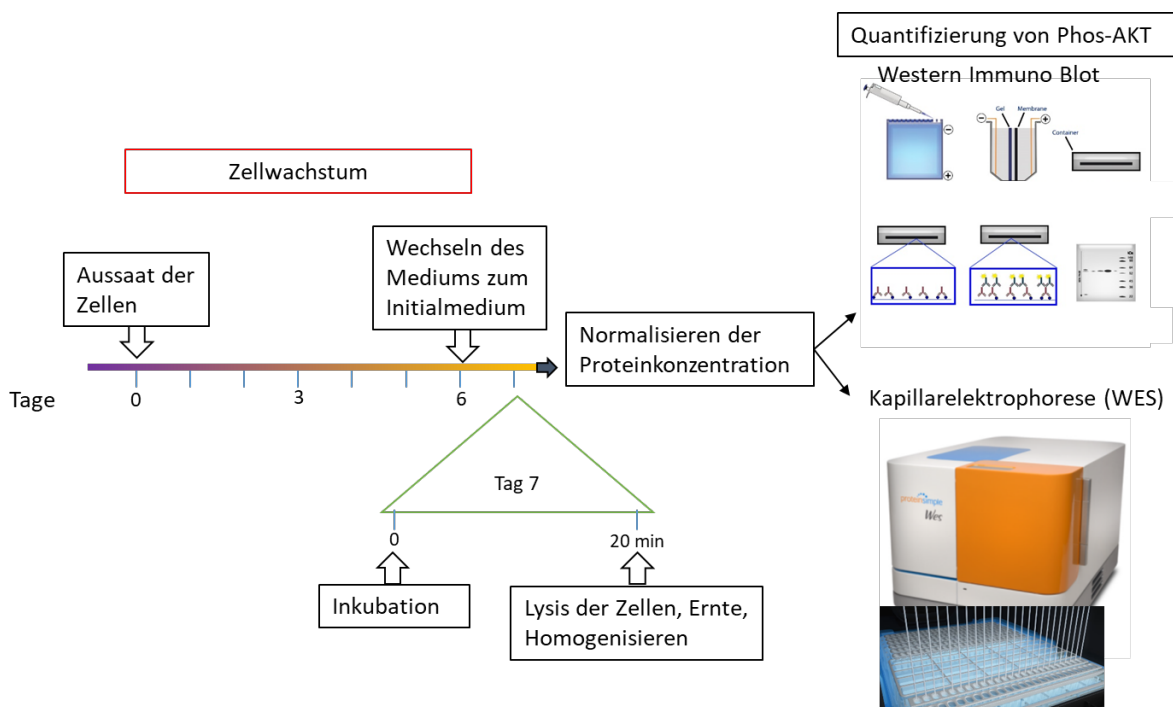 Quantifizierung von Phos-AKT
Western Immuno Blot
Gel
Membrane
Container
Zellwachstum
Aussaat der
Zellen
Wechseln des
Mediums zum
Initialmedium
Normalisieren der
Proteinkonzentration
Tage
0
3
6
Kapillarelektrophorese (WES)
proteinsimple
Wes
Tag 7
0
20 min
Inkubation
Lysis der Zellen, Ernte,
Homogenisieren